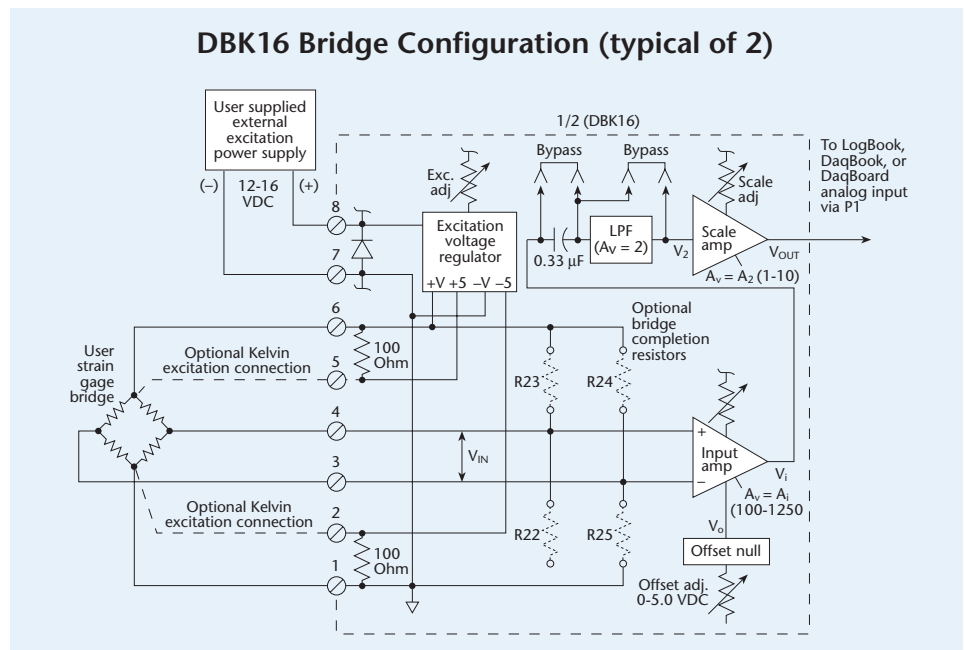 DBK16 Bridge Configuration (typical of 2)
User supplied
external
excitation
power supply
(–)
12-16
VDC
(+)
1/2 (DBK16)
Bypass
Bypass
To LogBook,
DaqBook, or
DaqBoard
analog input
via P1
Exc.
adj
Scale
adj
8
7
Excitation
voltage
regulator
+V +5 –V –5
0.33 µF
LPF
(Av = 2)
V2
Scale
amp
VOUT
Av = A2 (1-10)
6
5
100
Ohm
User
strain
gage
bridge
Optional Kelvin
excitation connection
Optional
bridge
completion
resistors
R23
R24
4
3
VIN
+
–
Input
amp
Vi
Av = Ai
(100-1250
Optional Kelvin
excitation connection
2
1
100
Ohm
R22
R25
Vo
Offset null
Offset adj.
0-5.0 VDC